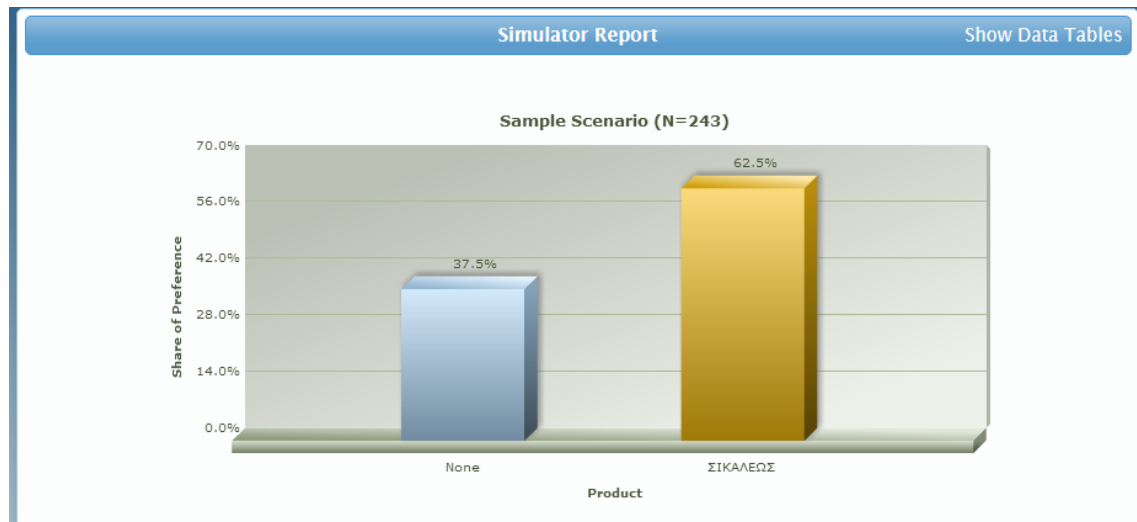 Simulator Report
Show Data Tables
Sample Scenario (N=243)
70.0%
62.5%
56.0%
42.0%
37.5%
28.0%
14.0%
0.0%
Share of Preference
None
ΣΙΚΑΛΕΩΣ
Product